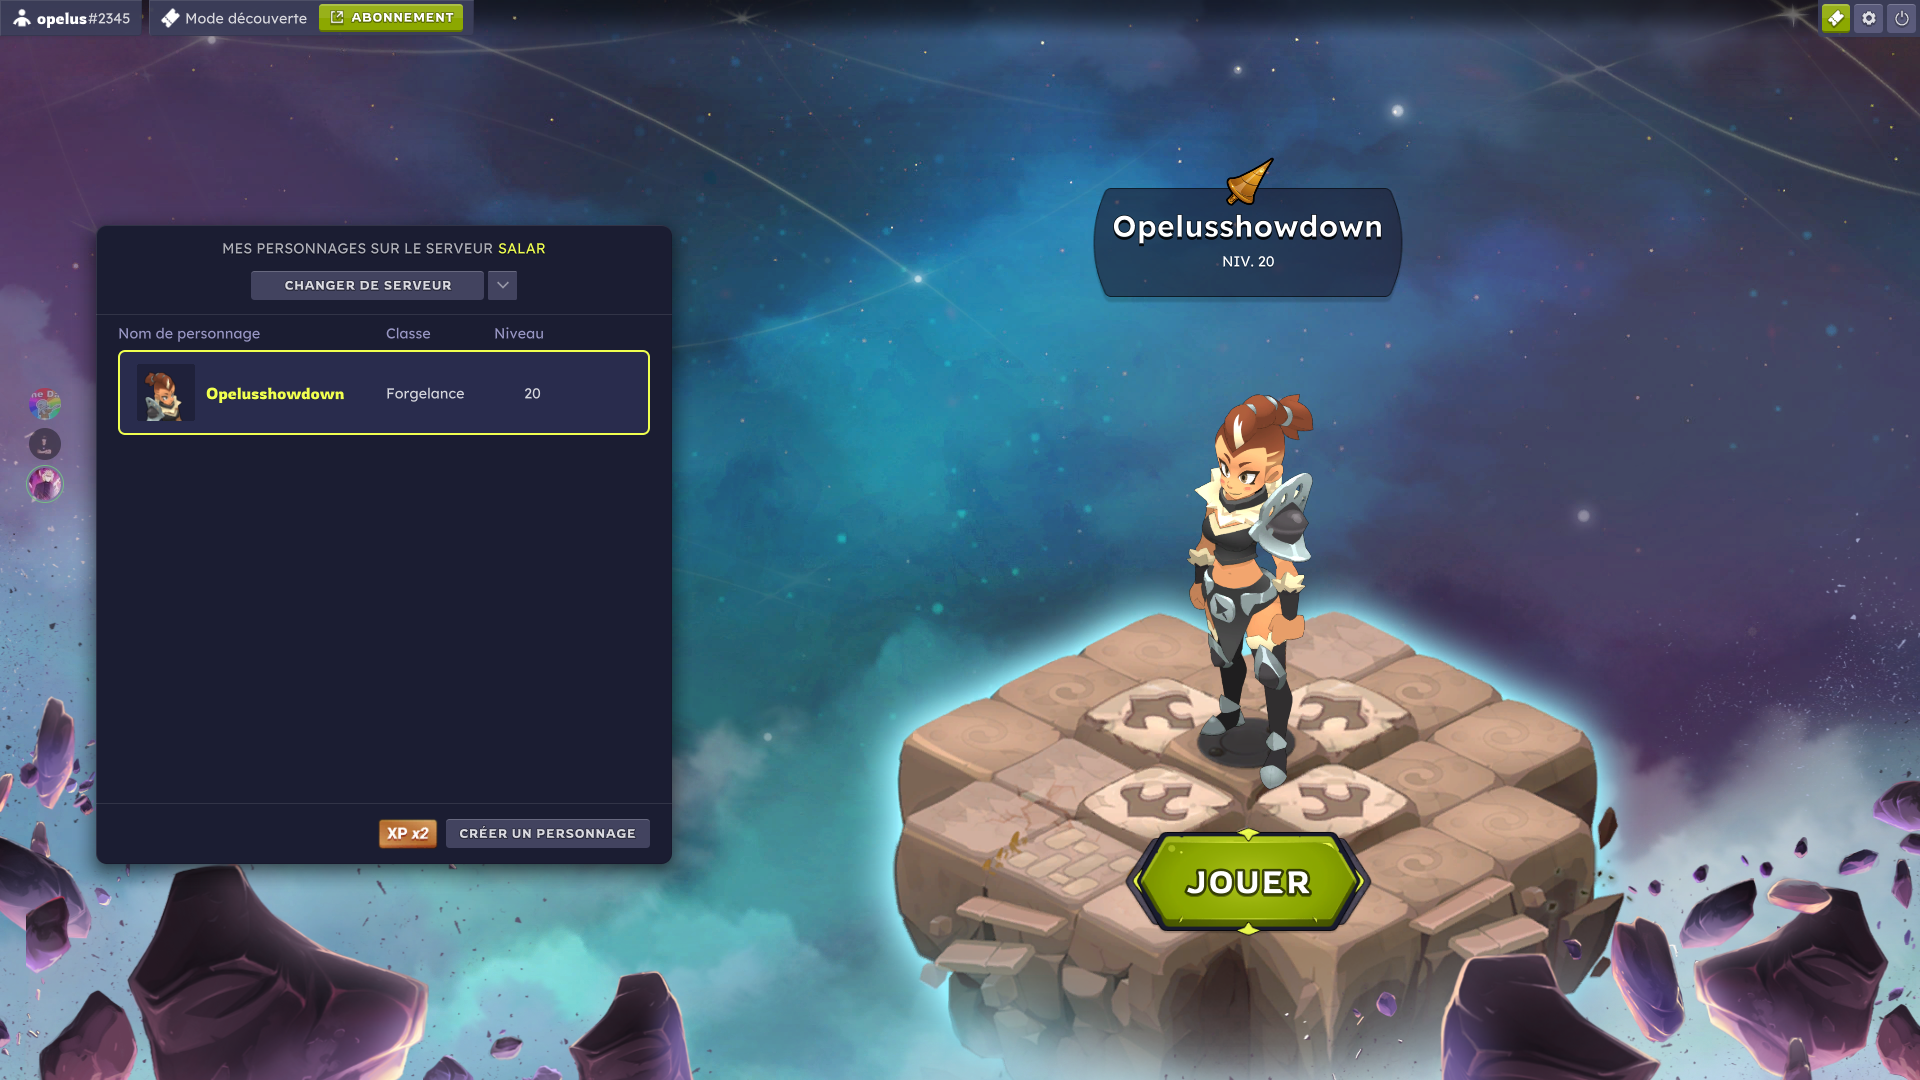 opelus#2345
Mode découverte
ABONNEMENT
Opelusshowdown
NIV. 20
MES PERSONNAGES SUR LE SERVEUR SALAR
CHANGER DE SERVEUR
Nom de personnage Classe Niveau
Opelusshowdown Forgelance 20
XP x2
CRÉER UN PERSONNAGE
JOUER